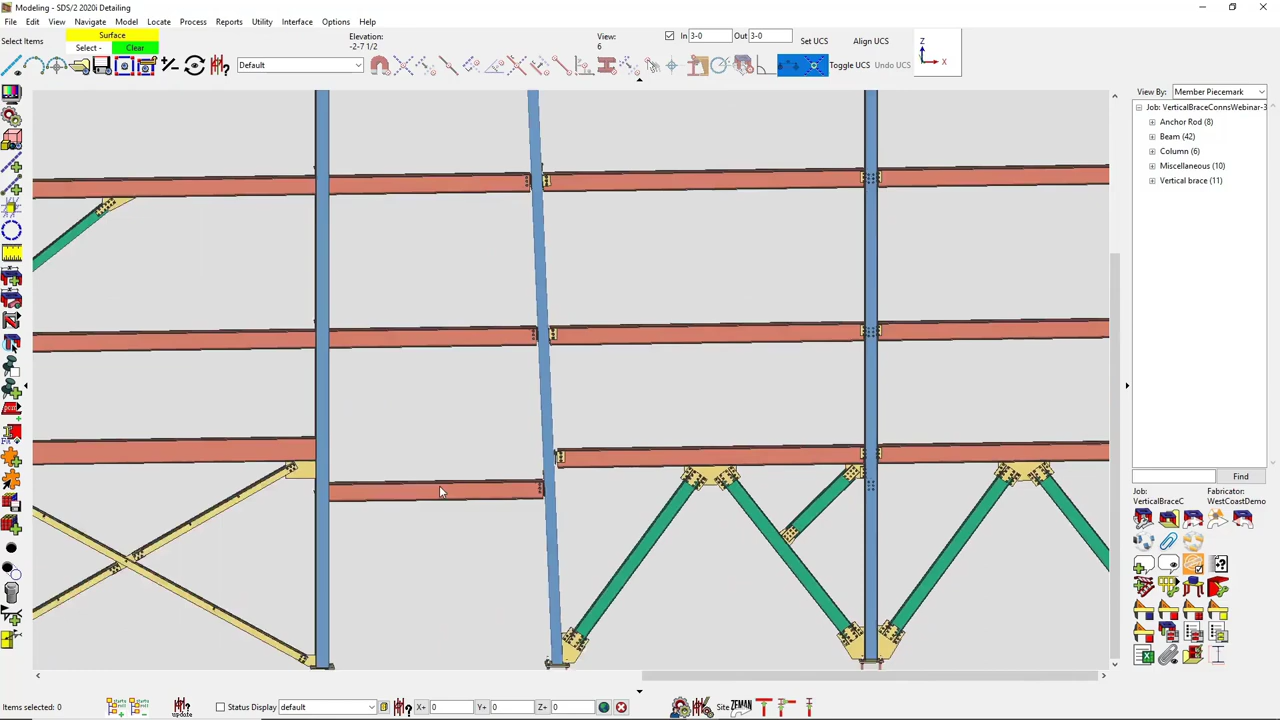 Modeling - SDS/2 2020i Detailing
File Edit View Navigate Model Locate Process Reports Utility Interface Options Help
Select Items
Surface
Select -
Clear
Elevation:
-2-7 1/2
View:
6
In 3-0 Out 3-0
Set UCS
Align UCS
Z
X
Default
Toggle UCS
Undo UCS
View By: Member Piecemark
Job: VerticalBraceConnsWebinar-3
Anchor Rod (8)
Beam (42)
Column (6)
Miscellaneous (10)
Vertical brace (11)
Find
Job: Fabricator:
VerticalBraceC WestCoastDemo
update
Status Display
default
X+ 0
Y+ 0
Z+ 0
Site
ZEMAN